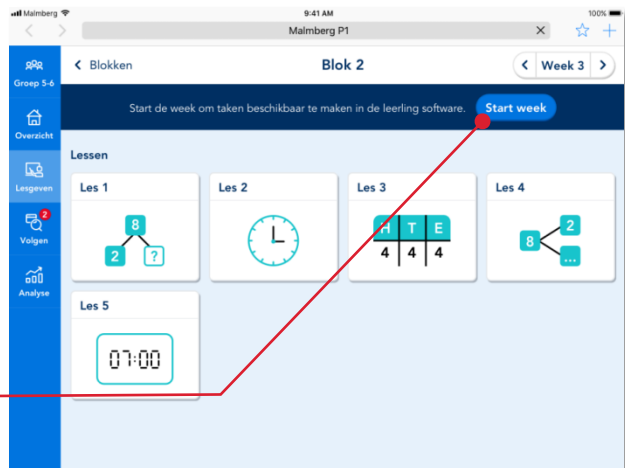 Malmberg 9:41 AM 100%
Malmberg P1
Groep 5-6
Overzicht
Lesgeven
2
Volgen
Analyse
Blokken Blok 2 Week 3
Start de week om taken beschikbaar te maken in de leerling software. Start week
Lessen
Les 1
8
2 ?
Les 2
Les 3
H T E
4 4 4
Les 4
2
8
...
Les 5
07:00